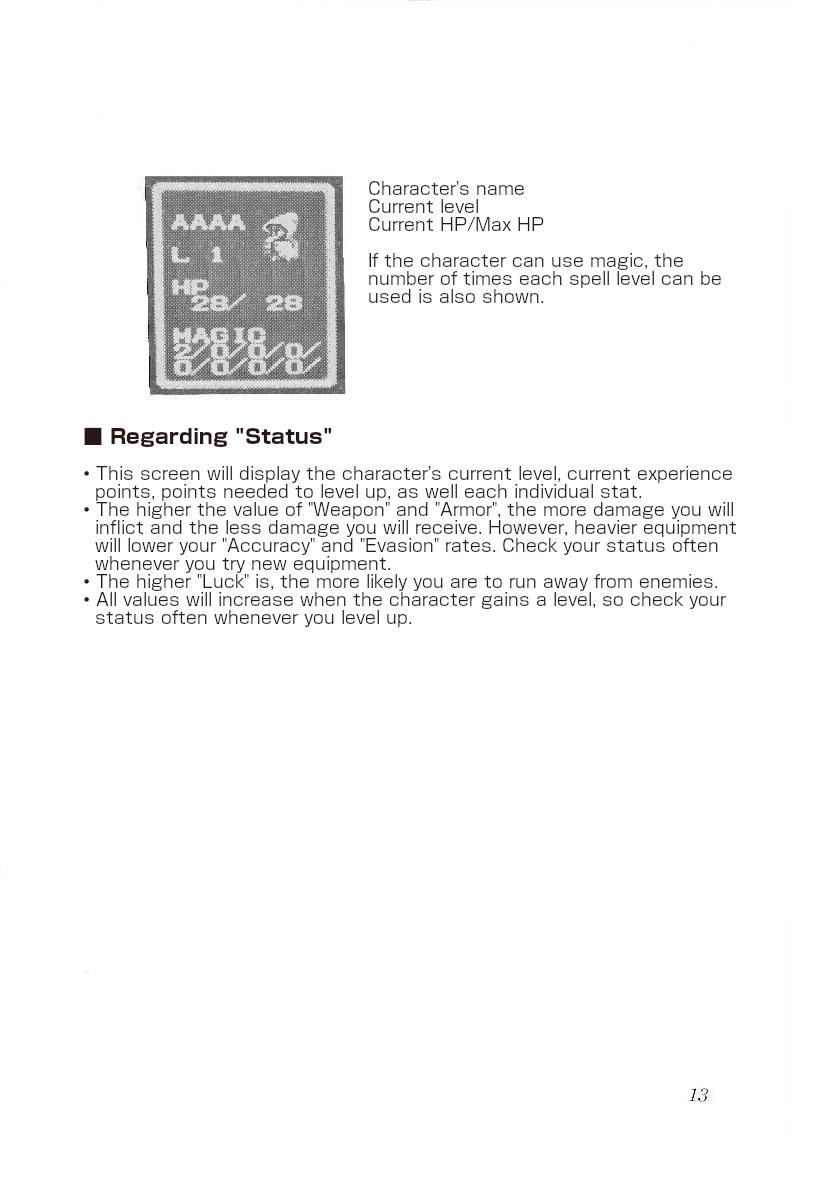 AAAA
L 1
HP
28/ 28
MAGIC
2/0/0/0/
0/0/0/0/
Character's name
Current level
Current HP/Max HP
If the character can use magic, the
number of times each spell level can be
used is also shown.
■ Regarding "Status"
• This screen will display the character's current level, current experience
points, points needed to level up, as well each individual stat.
• The higher the value of "Weapon" and "Armor", the more damage you will
inflict and the less damage you will receive. However, heavier equipment
will lower your "Accuracy" and "Evasion" rates. Check your status often
whenever you try new equipment.
• The higher "Luck" is, the more likely you are to run away from enemies.
• All values will increase when the character gains a level, so check your
status often whenever you level up.
13